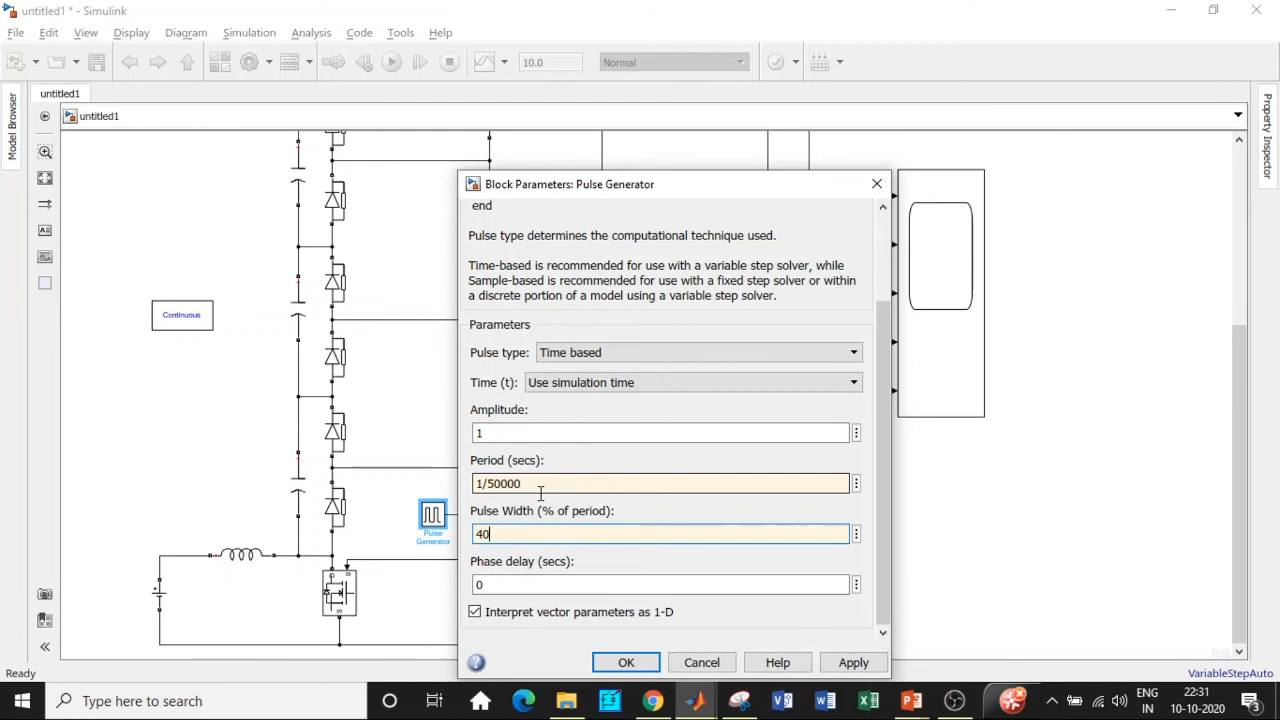 untitled1 * - Simulink
File Edit View Display Diagram Simulation Analysis Code Tools Help
10.0 Normal
untitled1
untitled1
Model Browser
Property Inspector
Continuous
Pulse
Generator
Block Parameters: Pulse Generator
end
Pulse type determines the computational technique used.
Time-based is recommended for use with a variable step solver, while
Sample-based is recommended for use with a fixed step solver or within
a discrete portion of a model using a variable step solver.
Parameters
Pulse type: Time based
Time (t): Use simulation time
Amplitude:
1
Period (secs):
1/50000
Pulse Width (% of period):
40
Phase delay (secs):
0
Interpret vector parameters as 1-D
OK Cancel Help Apply
Ready VariableStepAuto
Type here to search
ENG 22:31
IN 10-10-2020